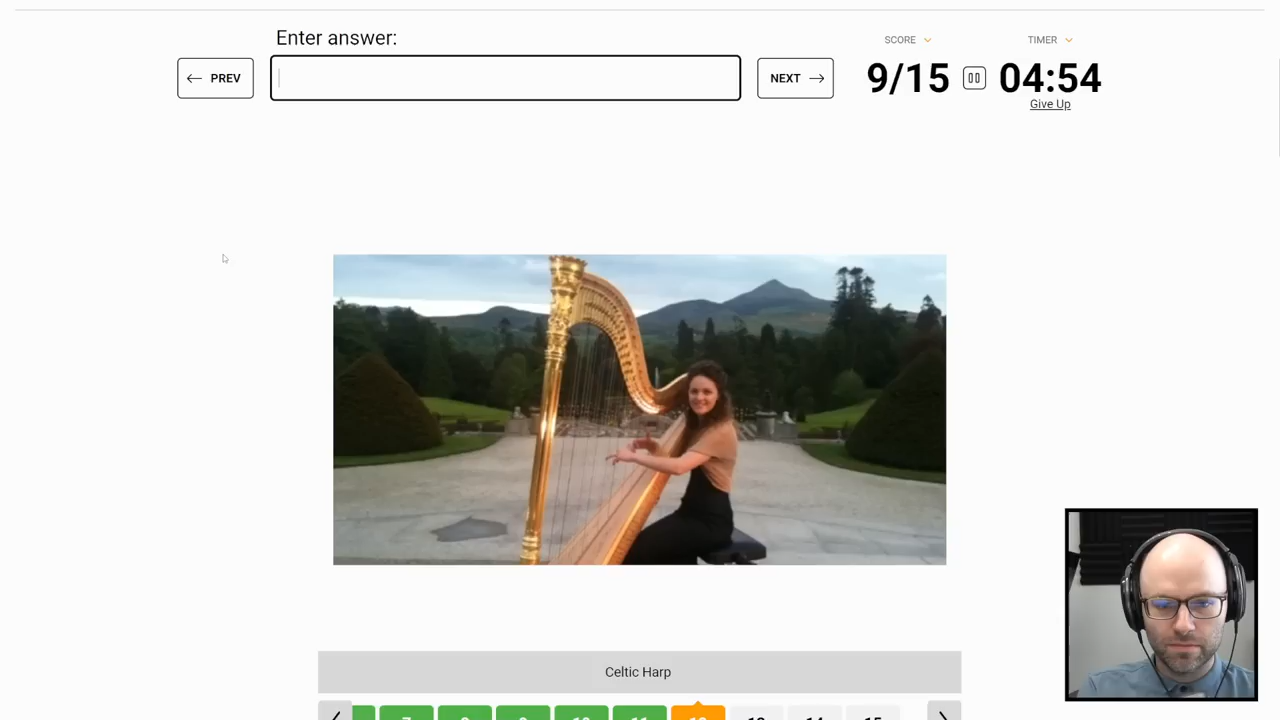 Enter answer:
SCORE
TIMER
← PREV
NEXT →
9/15
04:54
Give Up
Celtic Harp